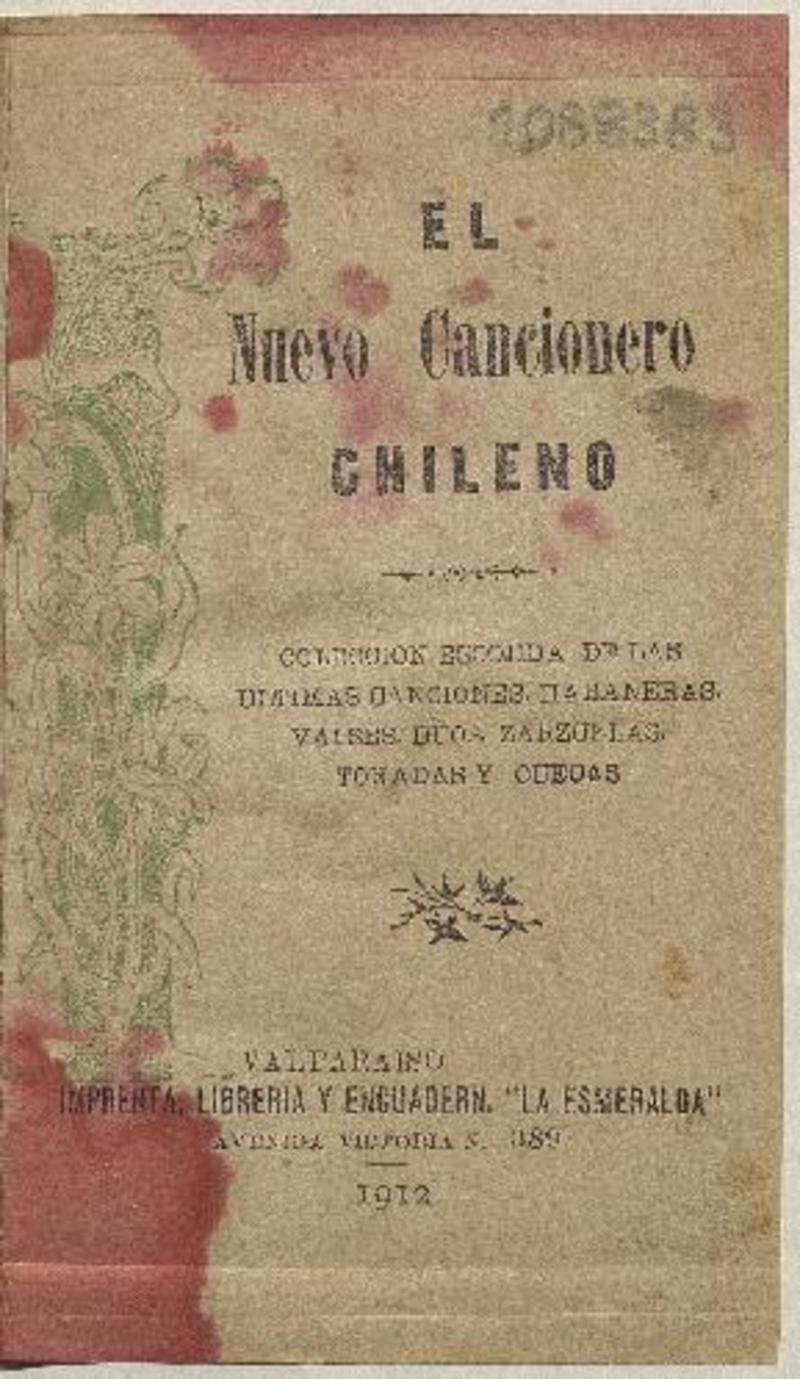 EL
Nuevo Cancionero
CHILENO
COLECCION ESCOJIDA DE LAS
ULTIMAS CANCIONES, HABANERAS,
VALSES, DUOS, ZARZUELAS,
TONADAS Y CUECAS
VALPARAISO
IMPRENTA, LIBRERIA Y ENCUADERN. "LA ESMERALDA"
AVENIDA VICTORIA N. 389
1912